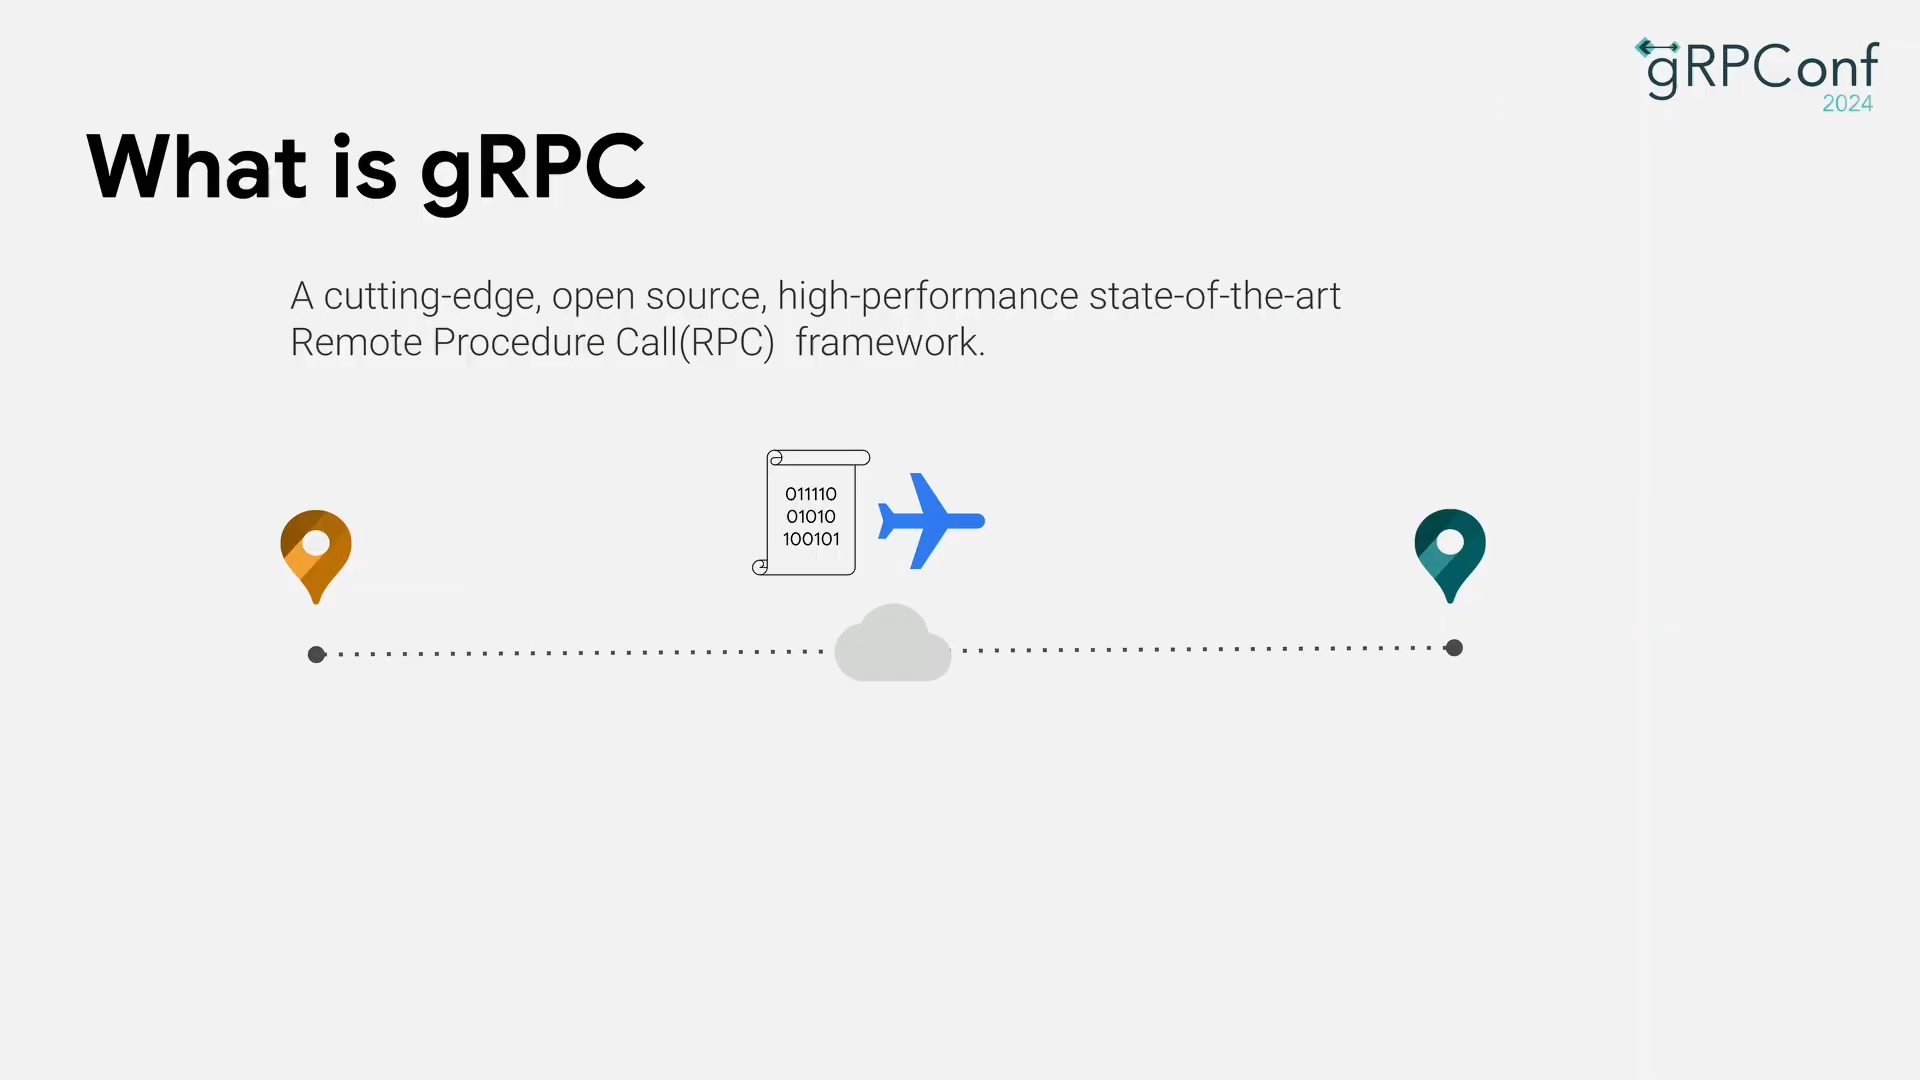 gRPConf
2024
What is gRPC
A cutting-edge, open source, high-performance state-of-the-art
Remote Procedure Call(RPC)  framework.
011110
01010
100101